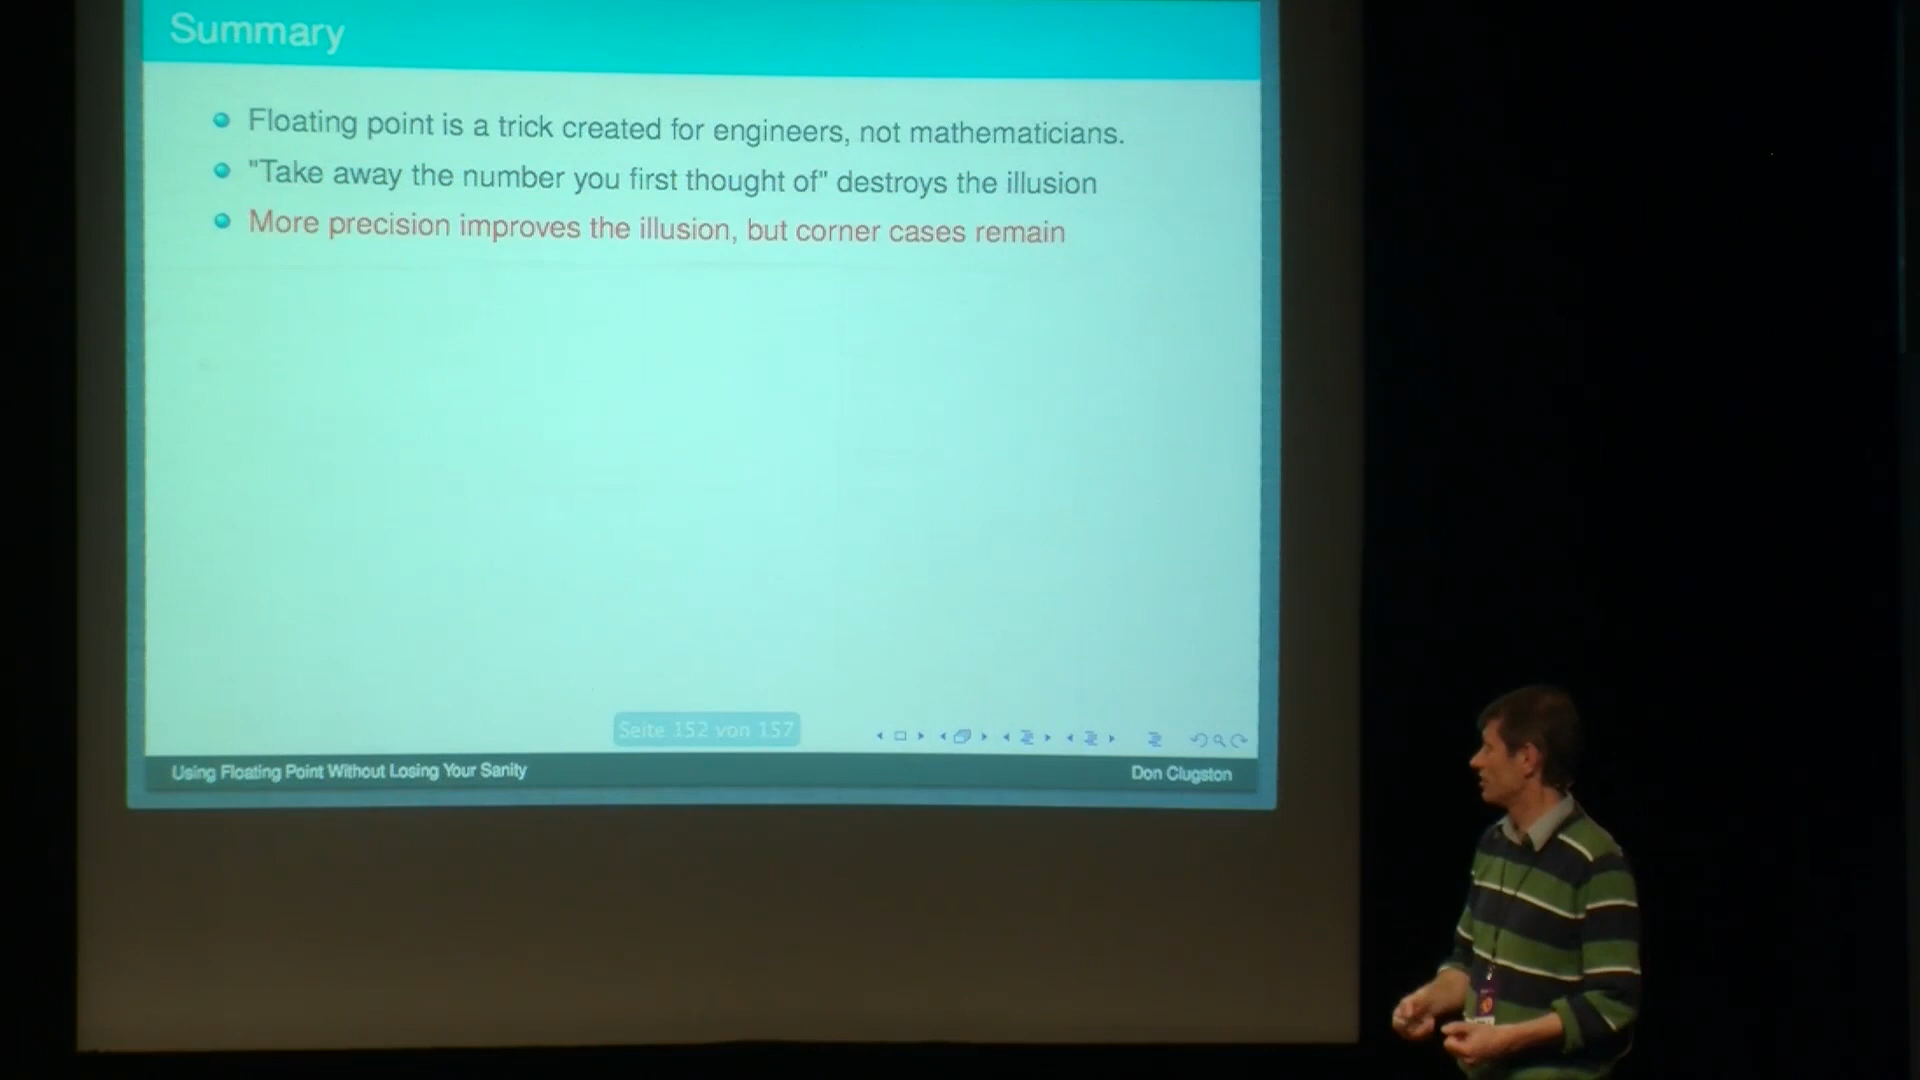 Summary
Floating point is a trick created for engineers, not mathematicians.
"Take away the number you first thought of" destroys the illusion
More precision improves the illusion, but corner cases remain
Seite 152 von 157
Using Floating Point Without Losing Your Sanity
Don Clugston